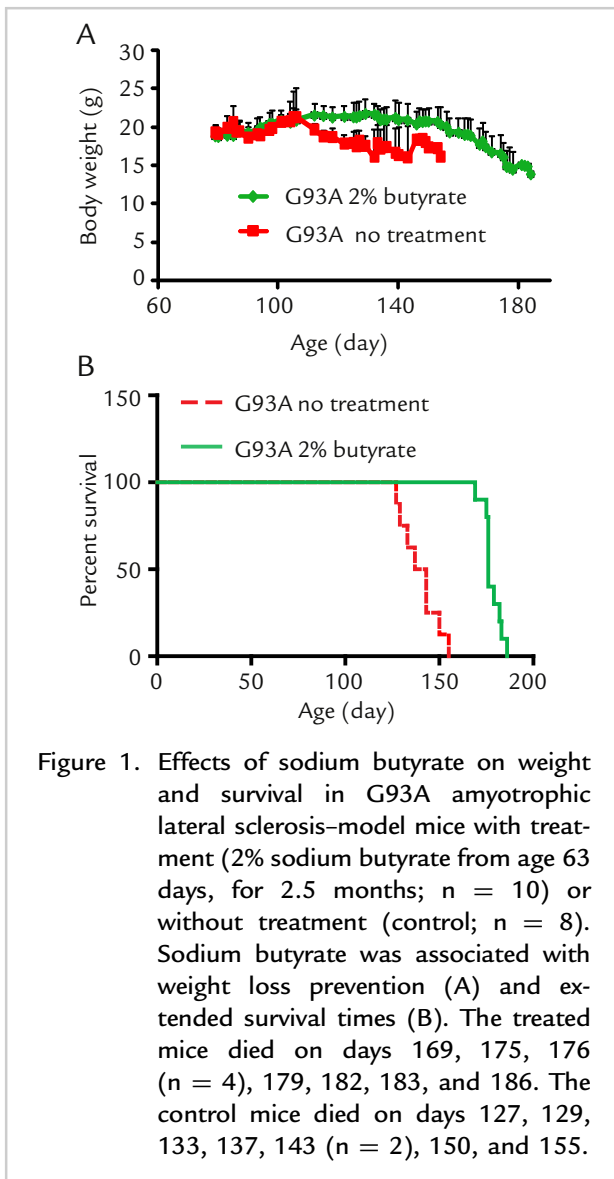 A
30
25
20
15
10
5
0
Body weight (g)
G93A 2% butyrate
G93A no treatment
60
100
140
180
Age (day)
B
150
100
50
0
Percent survival
G93A no treatment
G93A 2% butyrate
0
50
100
150
200
Age (day)
Figure 1. Effects of sodium butyrate on weight
and survival in G93A amyotrophic
lateral sclerosis–model mice with treat-
ment (2% sodium butyrate from age 63
days, for 2.5 months; n = 10) or
without treatment (control; n = 8).
Sodium butyrate was associated with
weight loss prevention (A) and ex-
tended survival times (B). The treated
mice died on days 169, 175, 176
(n = 4), 179, 182, 183, and 186. The
control mice died on days 127, 129,
133, 137, 143 (n = 2), 150, and 155.